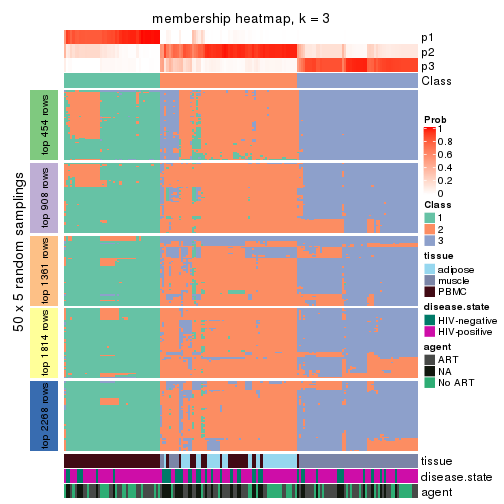 membership heatmap, k = 3
p1
p2
p3
Class
50 x 5 random samplings
top 454 rows
top 908 rows
top 1361 rows
top 1814 rows
top 2268 rows
tissue
disease.state
agent
Prob
1
0.8
0.6
0.4
0.2
0
Class
1
2
3
tissue
adipose
muscle
PBMC
disease.state
HIV-negative
HIV-positive
agent
ART
NA
No ART